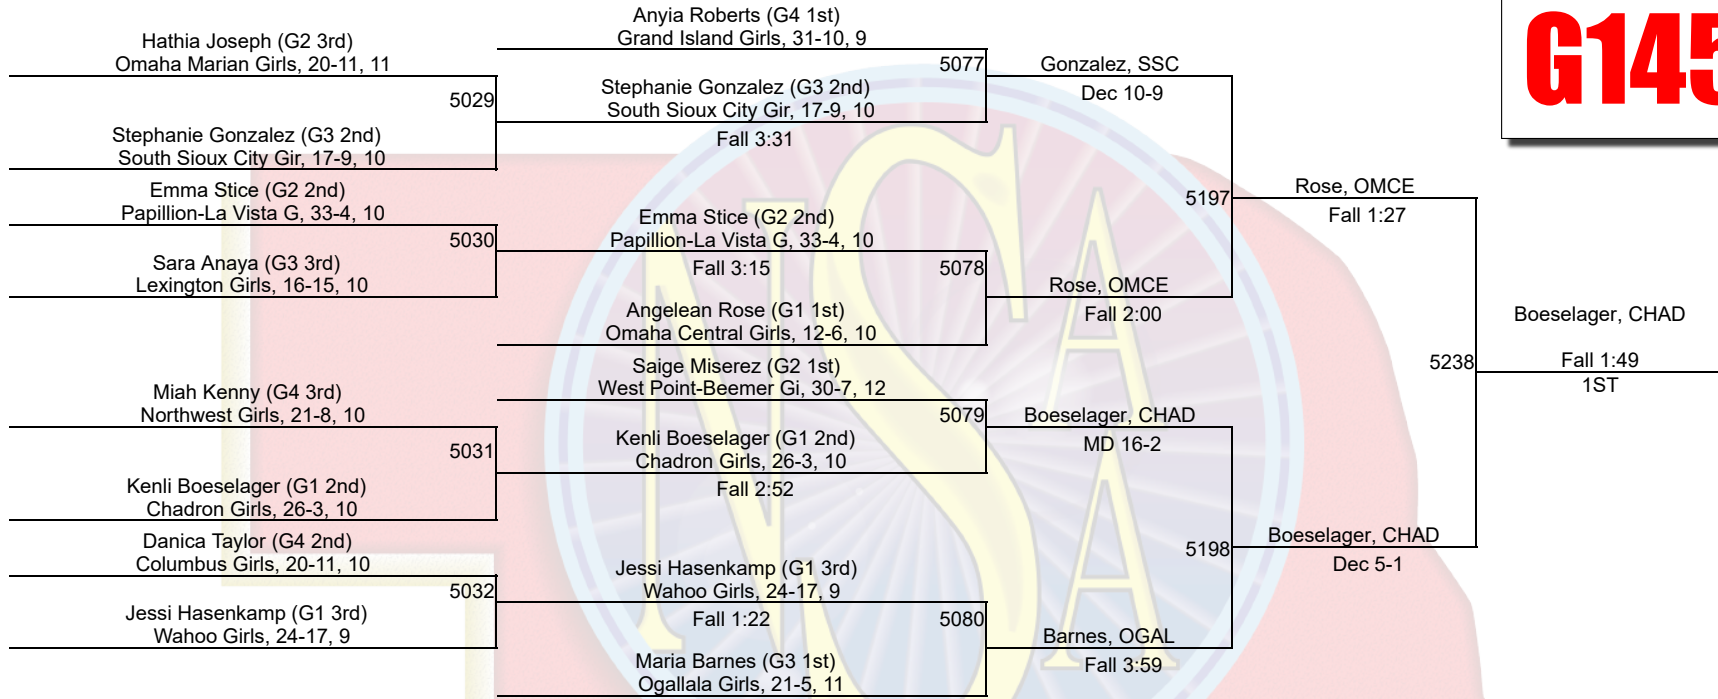 G145
Hathia Joseph (G2 3rd)
Omaha Marian Girls, 20-11, 11
5029
Stephanie Gonzalez (G3 2nd)
South Sioux City Gir, 17-9, 10
Emma Stice (G2 2nd)
Papillion-La Vista G, 33-4, 10
5030
Sara Anaya (G3 3rd)
Lexington Girls, 16-15, 10
Miah Kenny (G4 3rd)
Northwest Girls, 21-8, 10
5031
Kenli Boeselager (G1 2nd)
Chadron Girls, 26-3, 10
Danica Taylor (G4 2nd)
Columbus Girls, 20-11, 10
5032
Jessi Hasenkamp (G1 3rd)
Wahoo Girls, 24-17, 9
Anyia Roberts (G4 1st)
Grand Island Girls, 31-10, 9
5077
Stephanie Gonzalez (G3 2nd)
South Sioux City Gir, 17-9, 10
Fall 3:31
Emma Stice (G2 2nd)
Papillion-La Vista G, 33-4, 10
Fall 3:15
5078
Angelean Rose (G1 1st)
Omaha Central Girls, 12-6, 10
Saige Miserez (G2 1st)
West Point-Beemer Gi, 30-7, 12
5079
Kenli Boeselager (G1 2nd)
Chadron Girls, 26-3, 10
Fall 2:52
Jessi Hasenkamp (G1 3rd)
Wahoo Girls, 24-17, 9
Fall 1:22
5080
Maria Barnes (G3 1st)
Ogallala Girls, 21-5, 11
Gonzalez, SSC
Dec 10-9
5197
Rose, OMCE
Fall 2:00
Boeselager, CHAD
MD 16-2
5198
Barnes, OGAL
Fall 3:59
Rose, OMCE
Fall 1:27
5238
Boeselager, CHAD
Dec 5-1
Boeselager, CHAD
Fall 1:49
1ST
NSAA